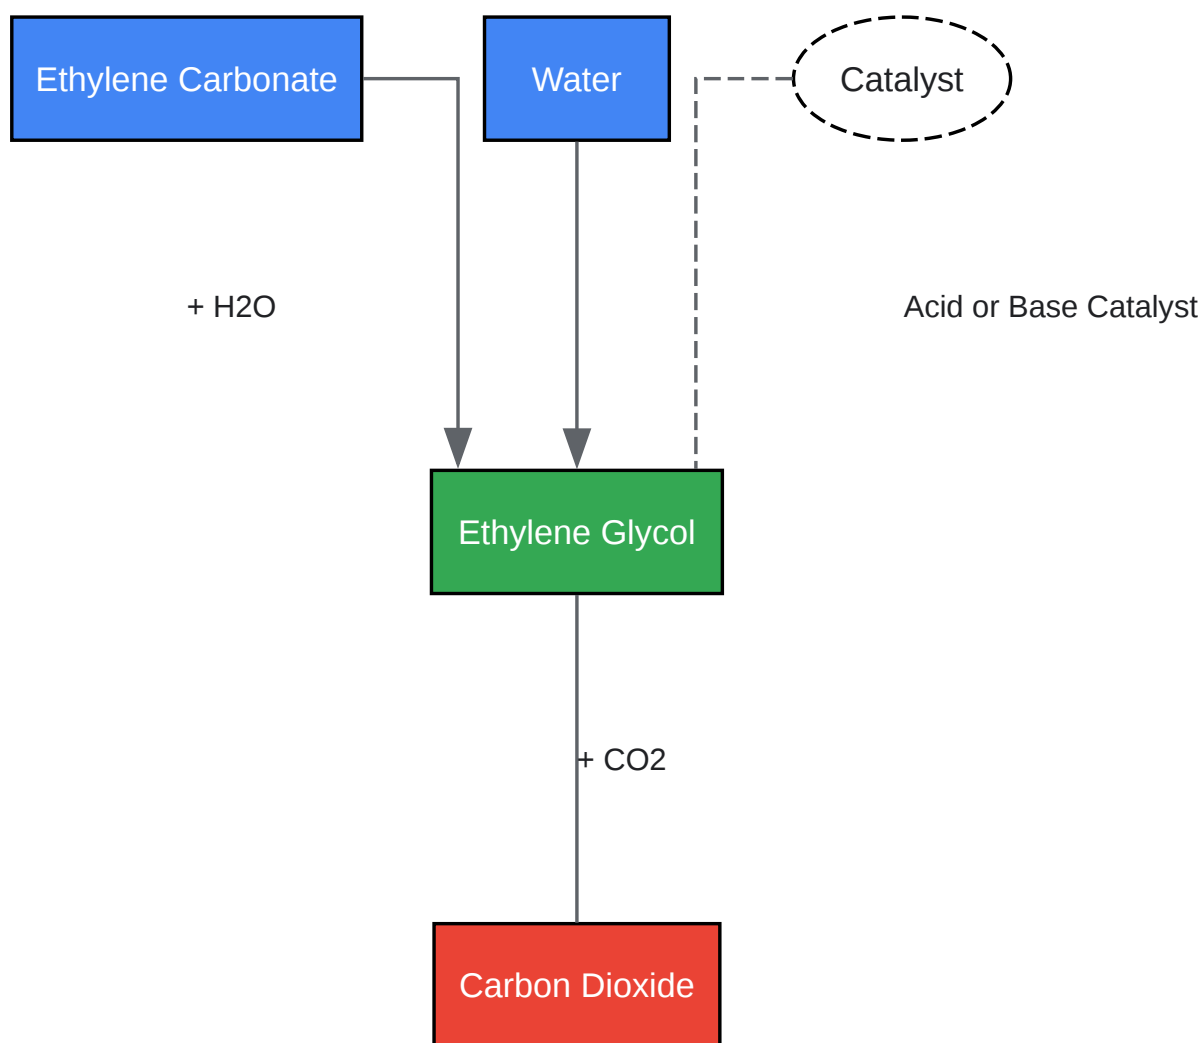 Ethylene Carbonate
Water
Catalyst
+ H2O
Acid or Base Catalyst
Ethylene Glycol
+ CO2
Carbon Dioxide